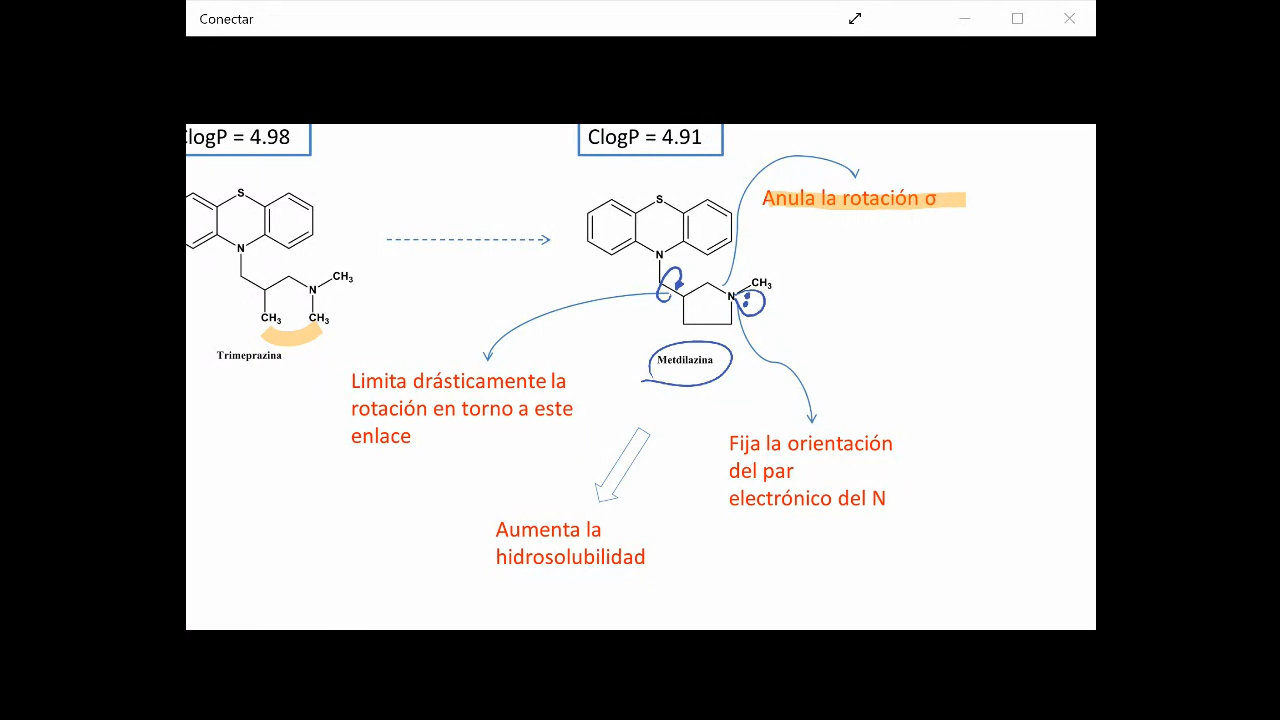 Conectar
ClogP = 4.98
ClogP = 4.91
Anula la rotación σ
S
N
CH3
N
CH3
CH3
Trimeprazina
S
N
CH3
N
Metdilazina
Limita drásticamente la
rotación en torno a este
enlace
Fija la orientación
del par
electrónico del N
Aumenta la
hidrosolubilidad